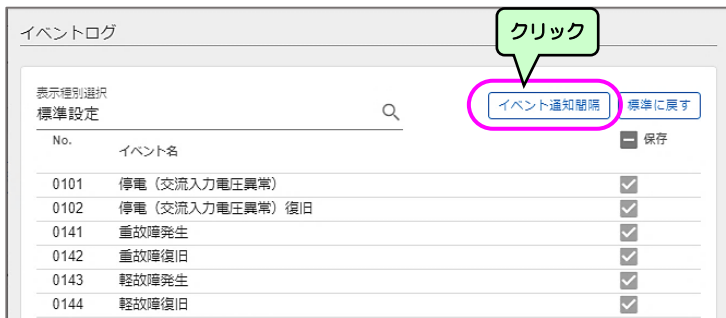 イベントログ
クリック
表示種別選択
標準設定
イベント通知間隔
標準に戻す
No.
イベント名
保存
0101 停電（交流入力電圧異常）
0102 停電（交流入力電圧異常）復旧
0141 重故障発生
0142 重故障復旧
0143 軽故障発生
0144 軽故障復旧